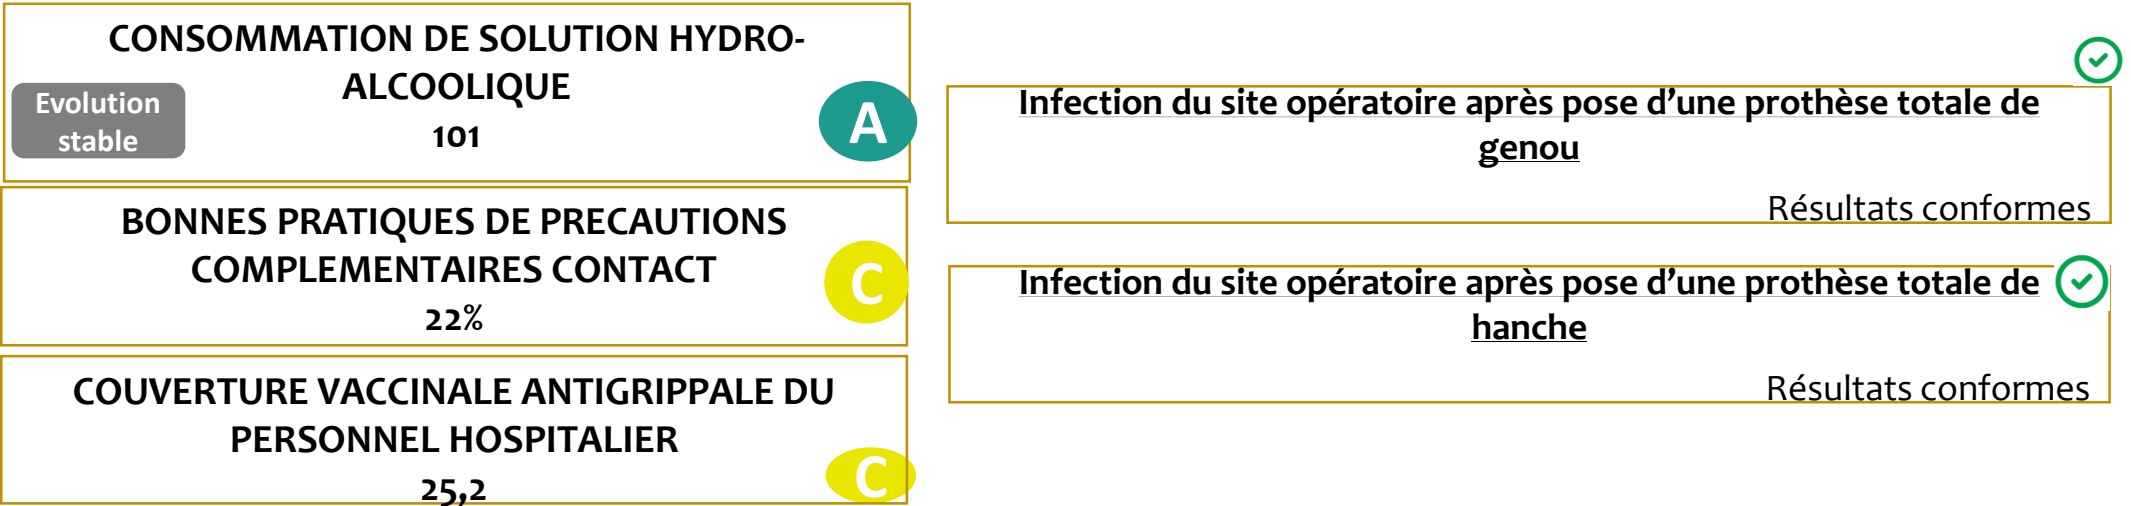 CONSOMMATION DE SOLUTION HYDRO-
ALCOOLIQUE
101
Evolution
stable
A
BONNES PRATIQUES DE PRECAUTIONS
COMPLEMENTAIRES CONTACT
22%
C
COUVERTURE VACCINALE ANTIGRIPPALE DU
PERSONNEL HOSPITALIER
25,2
C
Infection du site opératoire après pose d’une prothèse totale de
genou
Résultats conformes
Infection du site opératoire après pose d’une prothèse totale de
hanche
Résultats conformes